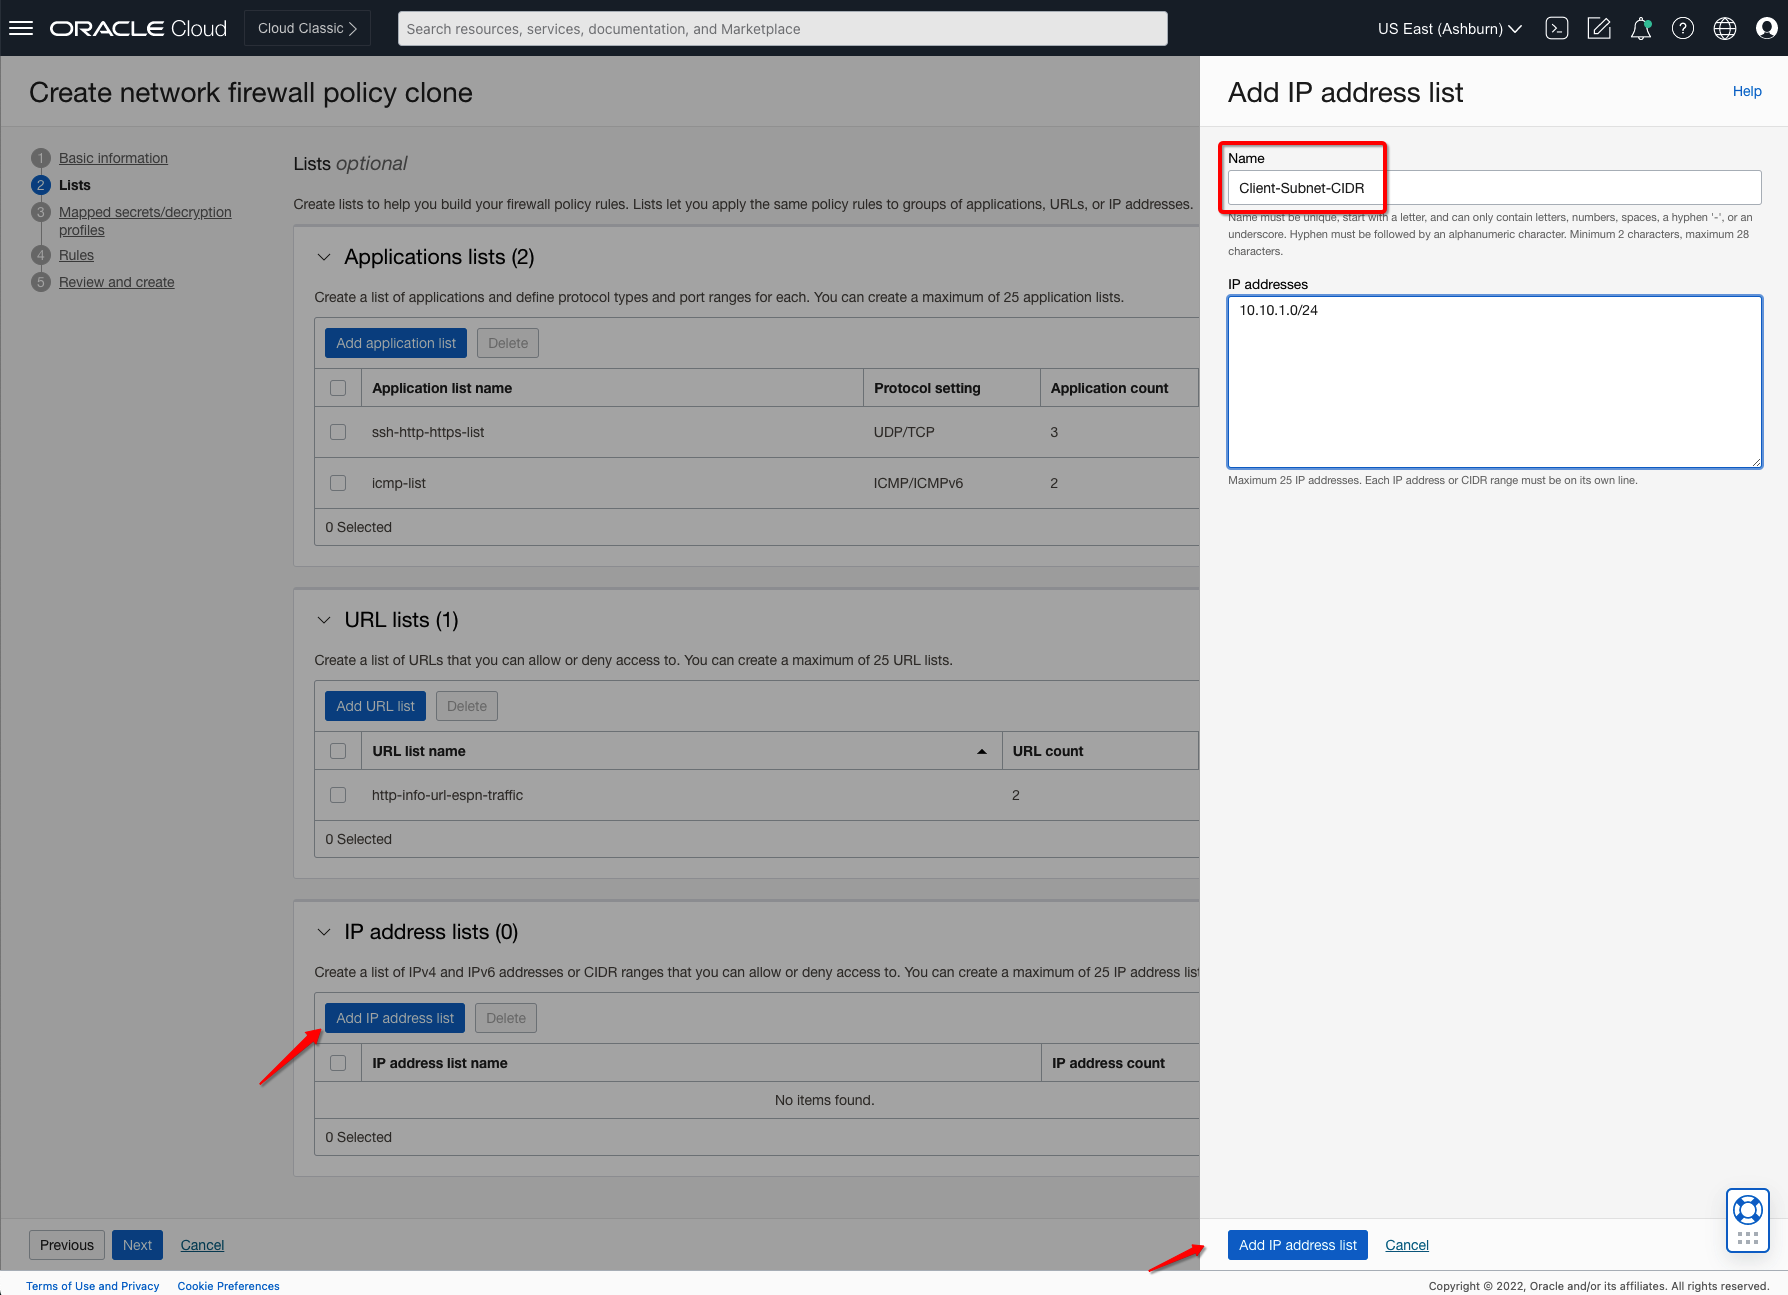 ORACLE Cloud
Cloud Classic
Search resources, services, documentation, and Marketplace
US East (Ashburn)
Create network firewall policy clone
1 Basic information
2 Lists
3 Mapped secrets/decryption
profiles
4 Rules
5 Review and create
Lists optional
Create lists to help you build your firewall policy rules. Lists let you apply the same policy rules to groups of applications, URLs, or IP addresses.
Applications lists (2)
Create a list of applications and define protocol types and port ranges for each. You can create a maximum of 25 application lists.
Add application list Delete
Application list name Protocol setting Application count
ssh-http-https-list UDP/TCP 3
icmp-list ICMP/ICMPv6 2
0 Selected
URL lists (1)
Create a list of URLs that you can allow or deny access to. You can create a maximum of 25 URL lists.
Add URL list Delete
URL list name URL count
http-info-url-espn-traffic 2
0 Selected
IP address lists (0)
Create a list of IPv4 and IPv6 addresses or CIDR ranges that you can allow or deny access to. You can create a maximum of 25 IP address lis
Add IP address list Delete
IP address list name IP address count
No items found.
0 Selected
Previous Next Cancel
Add IP address list
Help
Name
Client-Subnet-CIDR
Name must be unique, start with a letter, and can only contain letters, numbers, spaces, a hyphen '-', or an
underscore. Hyphen must be followed by an alphanumeric character. Minimum 2 characters, maximum 28
characters.
IP addresses
10.10.1.0/24
Maximum 25 IP addresses. Each IP address or CIDR range must be on its own line.
Add IP address list Cancel
Terms of Use and Privacy Cookie Preferences
Copyright © 2022, Oracle and/or its affiliates. All rights reserved.